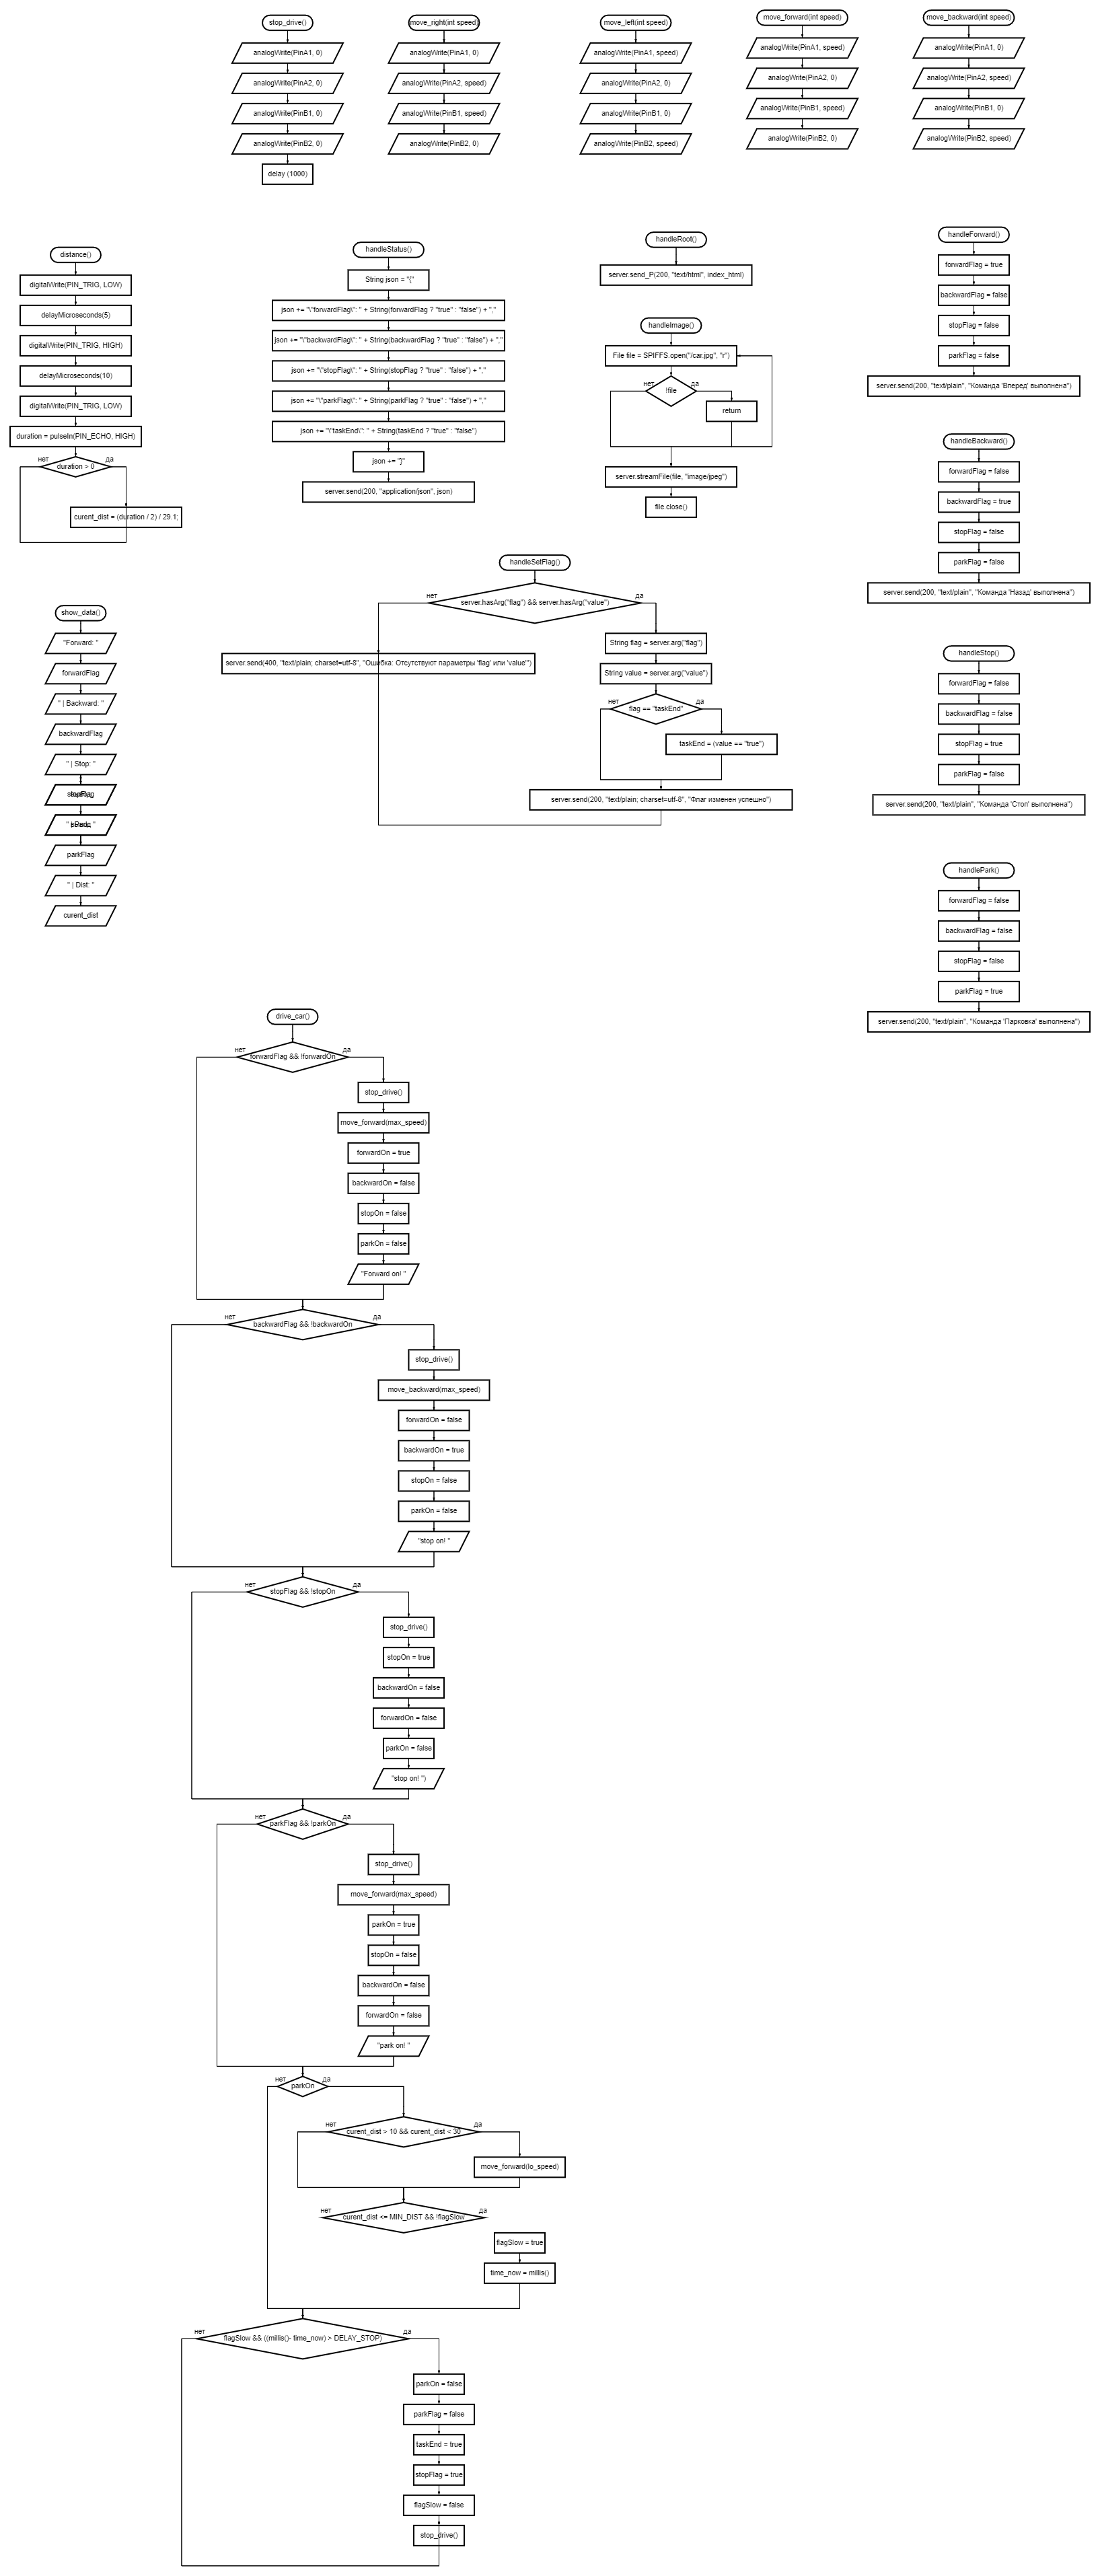 stop_drive()
analogWrite(PinA1, 0)
analogWrite(PinA2, 0)
analogWrite(PinB1, 0)
analogWrite(PinB2, 0)
delay (1000)
move_right(int speed)
analogWrite(PinA1, 0)
analogWrite(PinA2, speed)
analogWrite(PinB1, speed)
analogWrite(PinB2, 0)
move_left(int speed)
analogWrite(PinA1, speed)
analogWrite(PinA2, 0)
analogWrite(PinB1, 0)
analogWrite(PinB2, speed)
move_forward(int speed)
analogWrite(PinA1, speed)
analogWrite(PinA2, 0)
analogWrite(PinB1, speed)
analogWrite(PinB2, 0)
move_backward(int speed)
analogWrite(PinA1, 0)
analogWrite(PinA2, speed)
analogWrite(PinB1, 0)
analogWrite(PinB2, speed)
distance()
digitalWrite(PIN_TRIG, LOW)
delayMicroseconds(5)
digitalWrite(PIN_TRIG, HIGH)
delayMicroseconds(10)
digitalWrite(PIN_TRIG, LOW)
duration = pulseIn(PIN_ECHO, HIGH)
нет
да
duration > 0
curent_dist = (duration / 2) / 29.1;
handleStatus()
String json = "{"
json += "\"forwardFlag\": " + String(forwardFlag ? "true" : "false") + ","
json += "\"backwardFlag\": " + String(backwardFlag ? "true" : "false") + ","
json += "\"stopFlag\": " + String(stopFlag ? "true" : "false") + ","
json += "\"parkFlag\": " + String(parkFlag ? "true" : "false") + ","
json += "\"taskEnd\": " + String(taskEnd ? "true" : "false")
json += "}"
server.send(200, "application/json", json)
handleRoot()
server.send_P(200, "text/html", index_html)
handleImage()
File file = SPIFFS.open("/car.jpg", "r")
нет
да
!file
return
server.streamFile(file, "image/jpeg")
file.close()
handleForward()
forwardFlag = true
backwardFlag = false
stopFlag = false
parkFlag = false
server.send(200, "text/plain", "Команда 'Вперед' выполнена")
handleBackward()
forwardFlag = false
backwardFlag = true
stopFlag = false
parkFlag = false
server.send(200, "text/plain", "Команда 'Назад' выполнена")
handleSetFlag()
нет
да
server.hasArg("flag") && server.hasArg("value")
String flag = server.arg("flag")
server.send(400, "text/plain; charset=utf-8", "Ошибка: Отсутствуют параметры 'flag' или 'value'")
String value = server.arg("value")
нет
да
flag == "taskEnd"
taskEnd = (value == "true")
server.send(200, "text/plain; charset=utf-8", "Флаг изменен успешно")
show_data()
"Forward: "
forwardFlag
" | Backward: "
backwardFlag
" | Stop: "
parkFlag
" | Dist: "
curent_dist
handleStop()
forwardFlag = false
backwardFlag = false
stopFlag = true
parkFlag = false
server.send(200, "text/plain", "Команда 'Стоп' выполнена")
handlePark()
forwardFlag = false
backwardFlag = false
stopFlag = false
parkFlag = true
server.send(200, "text/plain", "Команда 'Парковка' выполнена")
drive_car()
нет
да
forwardFlag && !forwardOn
stop_drive()
move_forward(max_speed)
forwardOn = true
backwardOn = false
stopOn = false
parkOn = false
"Forward on! "
нет
да
backwardFlag && !backwardOn
stop_drive()
move_backward(max_speed)
forwardOn = false
backwardOn = true
stopOn = false
parkOn = false
"stop on! "
нет
да
stopFlag && !stopOn
stop_drive()
stopOn = true
backwardOn = false
forwardOn = false
parkOn = false
"stop on! ")
нет
да
parkFlag && !parkOn
stop_drive()
move_forward(max_speed)
parkOn = true
stopOn = false
backwardOn = false
forwardOn = false
"park on! "
нет
да
parkOn
нет
да
curent_dist > 10 && curent_dist < 30
move_forward(lo_speed)
нет
да
curent_dist <= MIN_DIST && !flagSlow
flagSlow = true
time_now = millis()
нет
да
flagSlow && ((millis()- time_now) > DELAY_STOP)
parkOn = false
parkFlag = false
taskEnd = true
stopFlag = true
flagSlow = false
stop_drive()